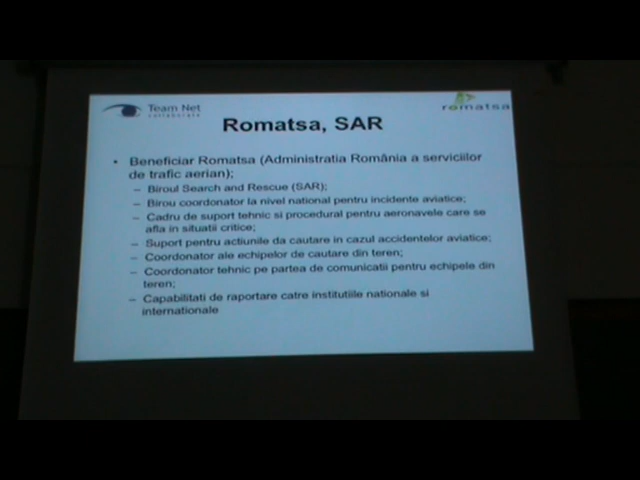 Team Net
collaborate
romatsa
Romatsa, SAR
• Beneficiar Romatsa (Administratia România a serviciilor
de trafic aerian);
– Biroul Search and Rescue (SAR);
– Birou coordonator la nivel national pentru incidente aviatice;
– Cadru de suport tehnic si procedural pentru aeronavele care se
afla in situatii critice;
– Suport pentru actiunile da cautare in cazul accidentelor aviatice;
– Coordonator ale echipelor de cautare din teren;
– Coordonator tehnic pe partea de comunicatii pentru echipele din
teren;
– Capabilitati de raportare catre institutiile nationale si
internationale